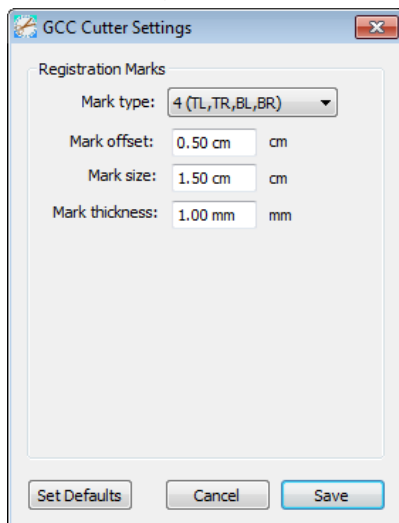 GCC Cutter Settings
Registration Marks
Mark type: 4 (TL,TR,BL,BR)
Mark offset: 0.50 cm cm
Mark size: 1.50 cm cm
Mark thickness: 1.00 mm mm
Set Defaults Cancel Save